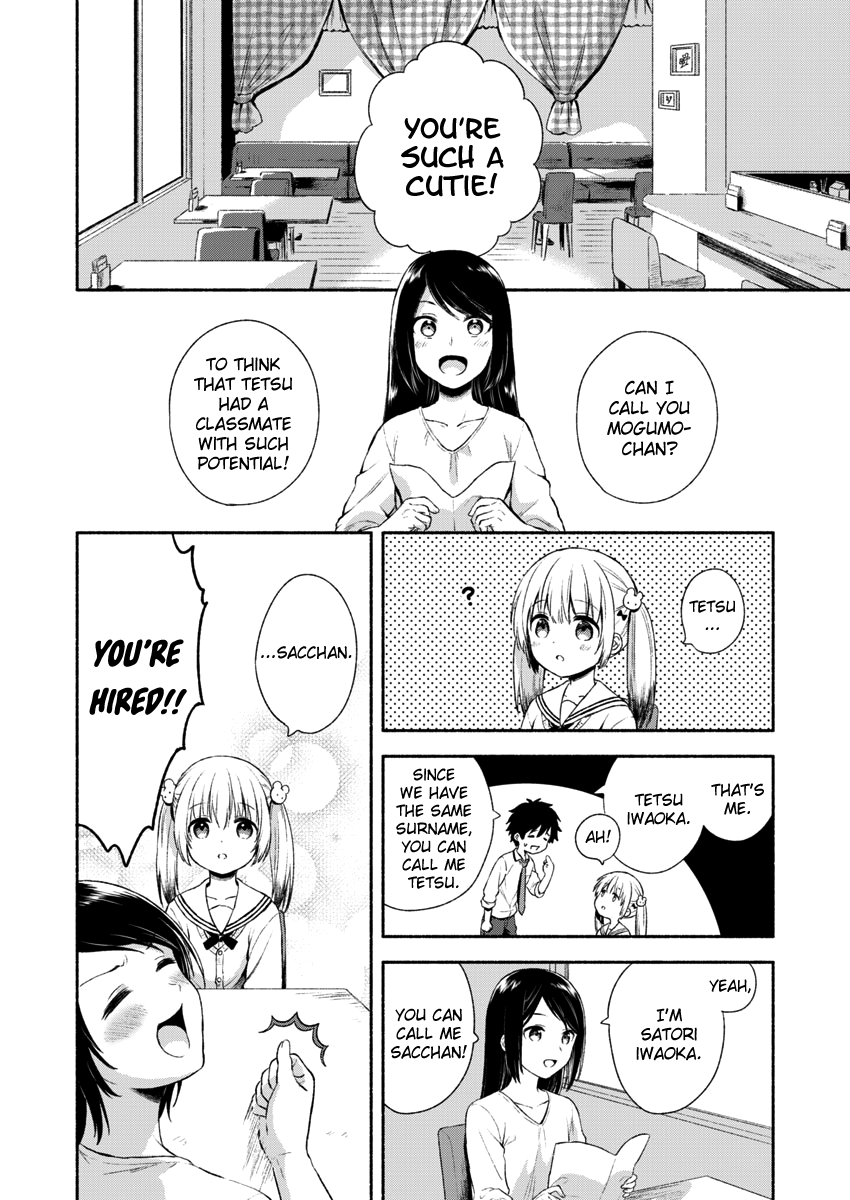 YOU'RE
SUCH A
CUTIE!
CAN I
CALL YOU
MOGUMO-
CHAN?
TO THINK
THAT TETSU
HAD A
CLASSMATE
WITH SUCH
POTENTIAL!
TETSU
...
?
THAT'S
ME.
TETSU
IWAOKA.
AH!
SINCE
WE HAVE
THE SAME
SURNAME,
YOU CAN
CALL ME
TETSU.
YEAH,
I'M
SATORI
IWAOKA.
YOU CAN
CALL ME
SACCHAN!
...SACCHAN.
YOU'RE
HIRED!!